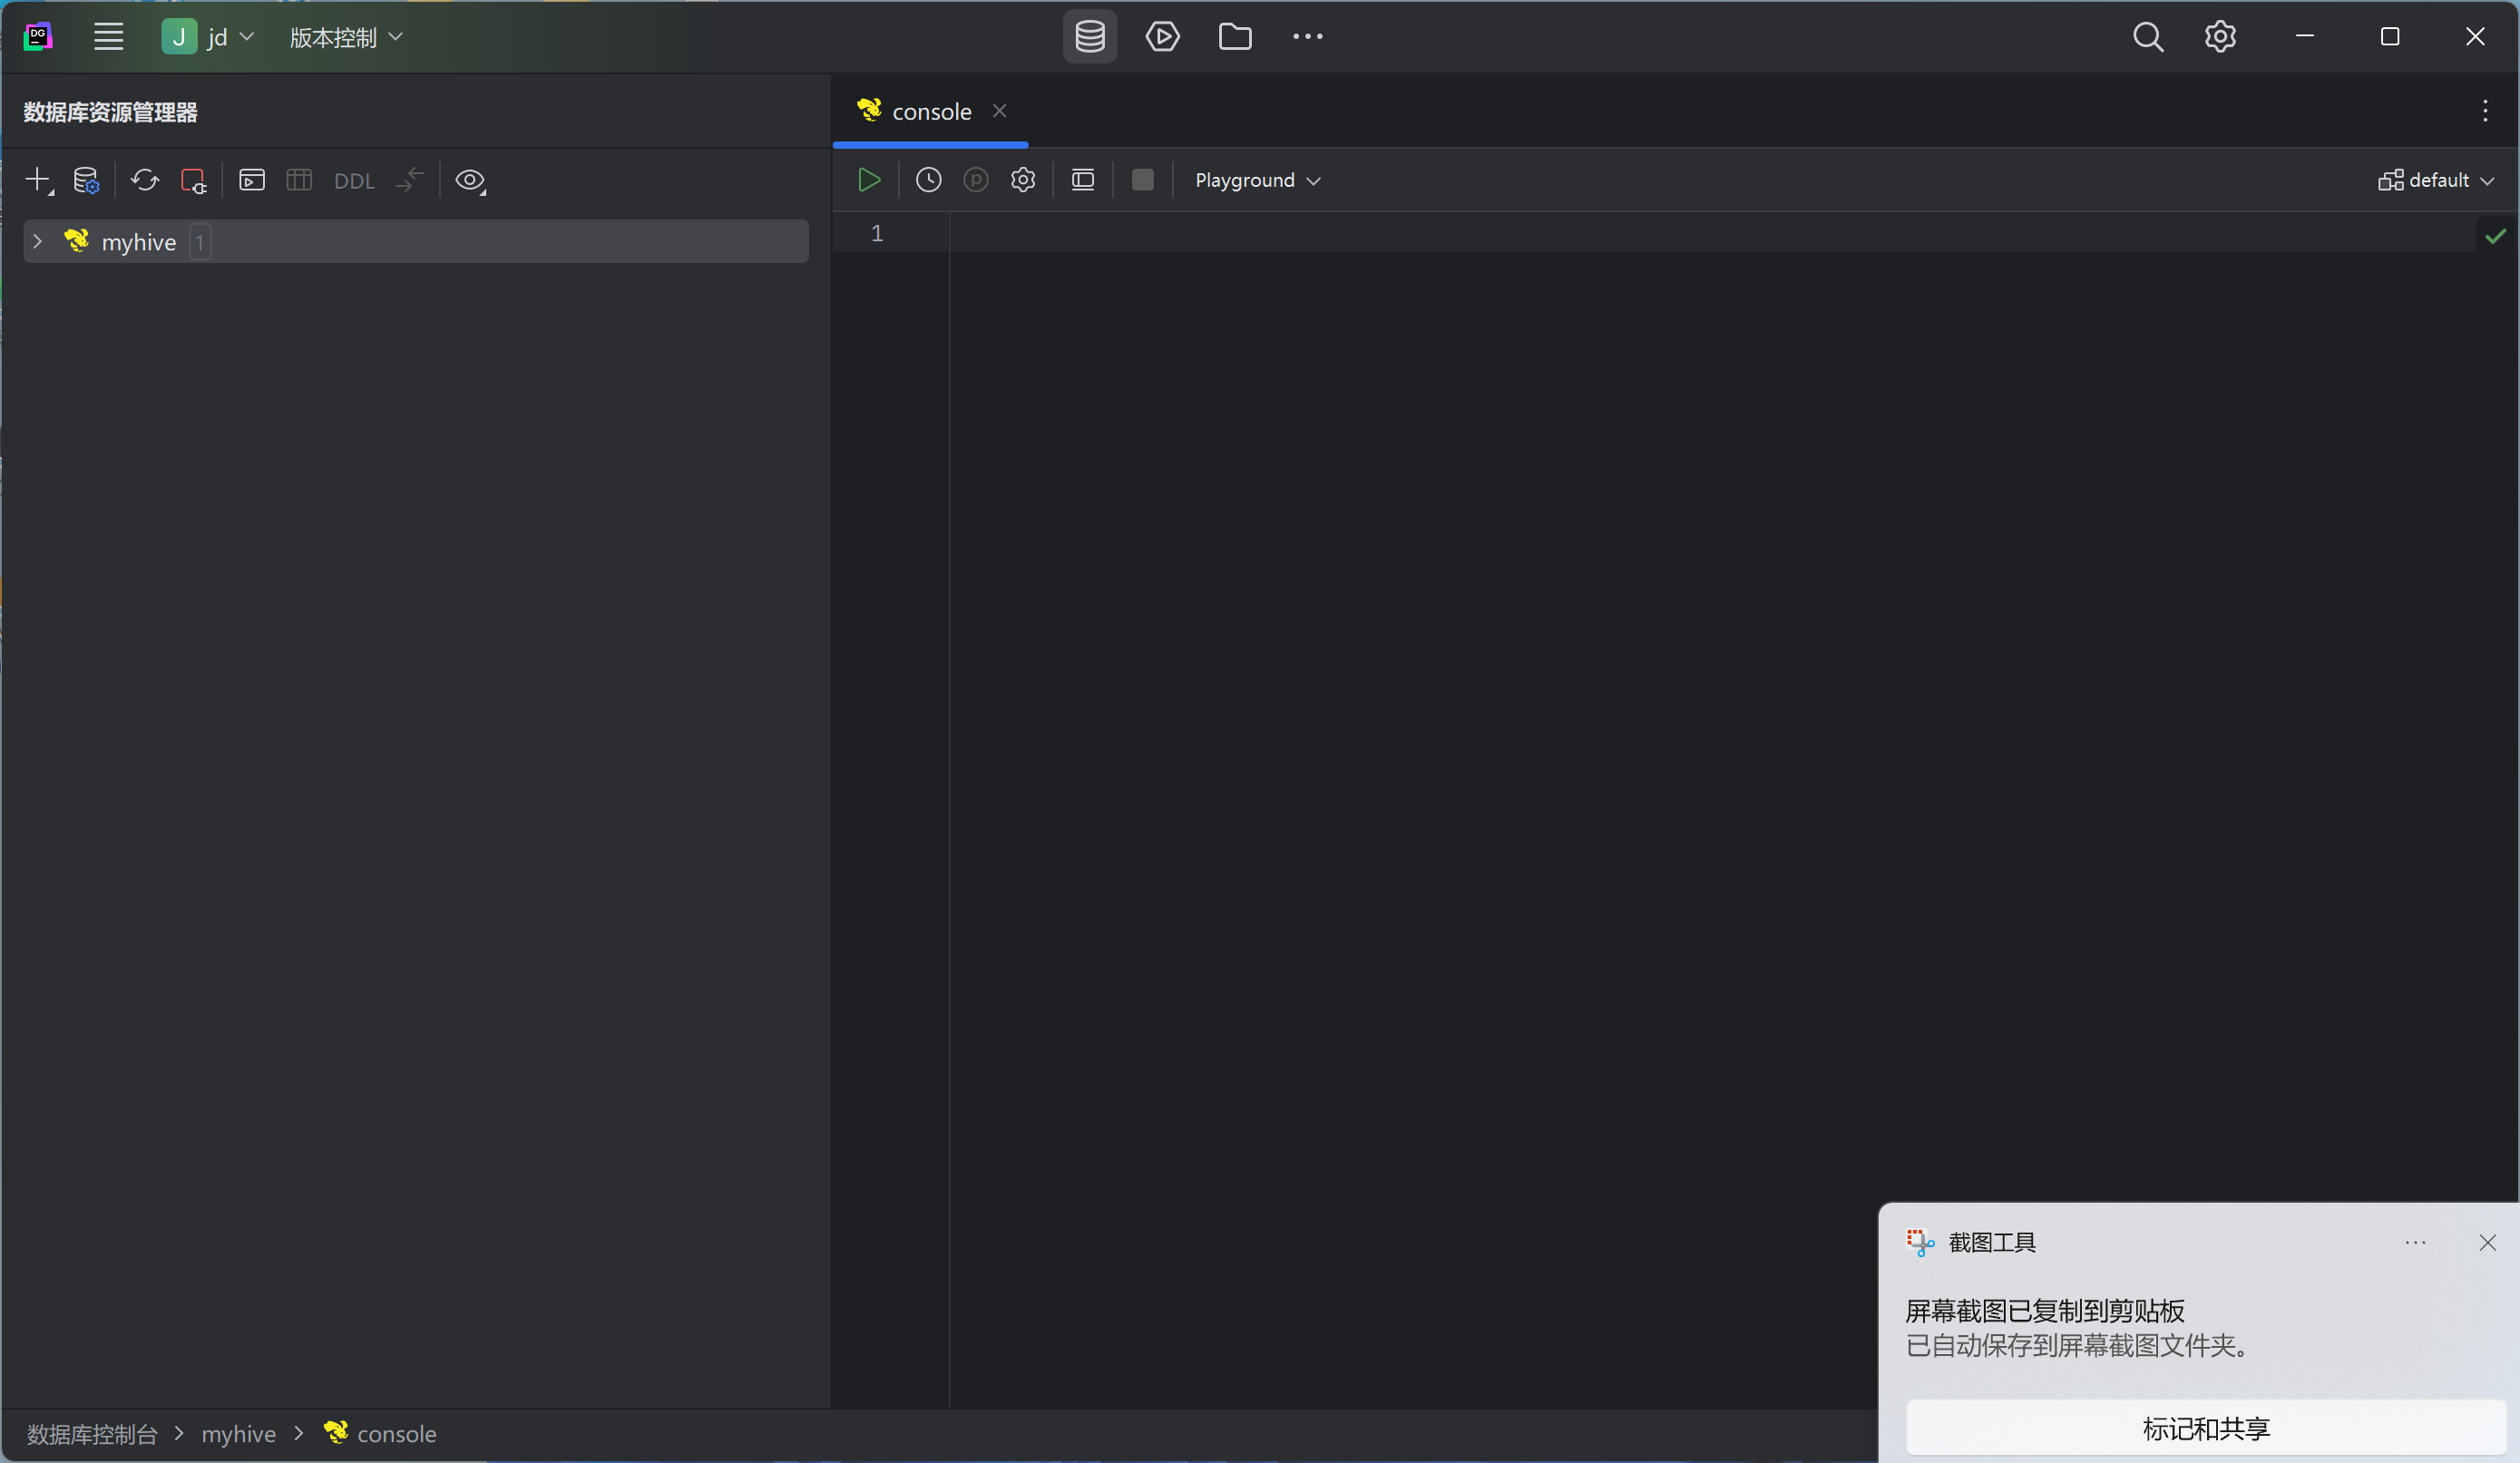 DG
J jd 版本控制
数据库资源管理器
console
DDL
Playground
default
myhive 1
1
截图工具
屏幕截图已复制到剪贴板
已自动保存到屏幕截图文件夹。
标记和共享
数据库控制台 > myhive > console